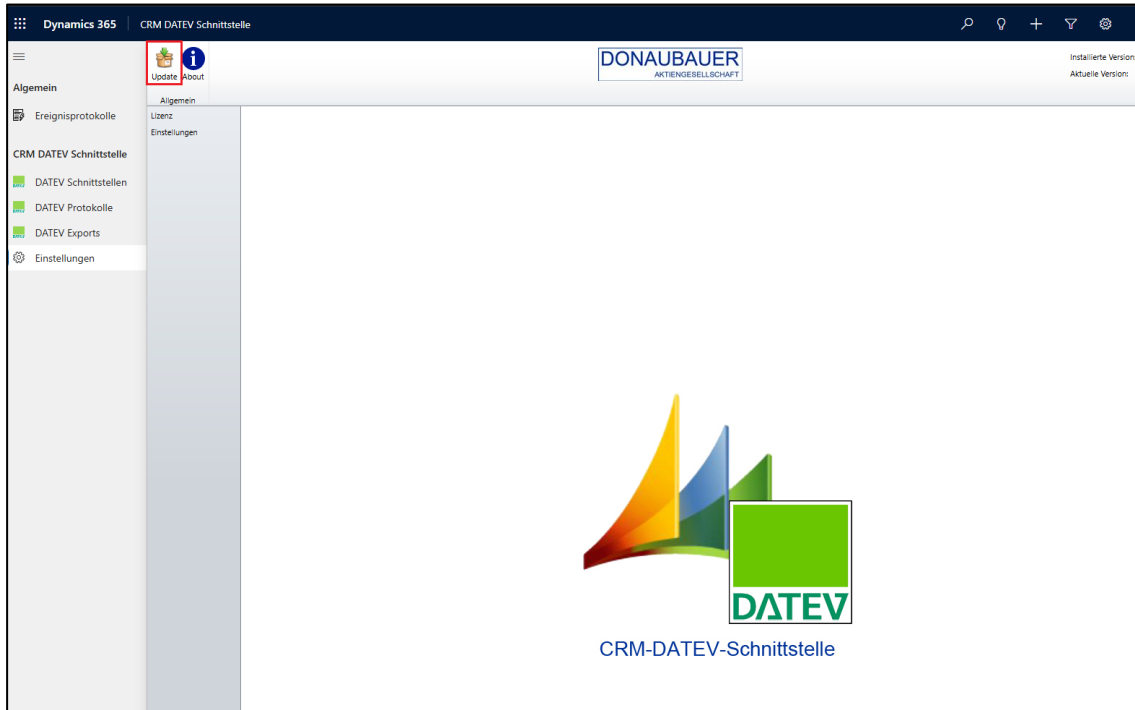 Dynamics 365 CRM DATEV Schnittstelle
Update About
Allgemein
DONAUBAUER
AKTIENGESELLSCHAFT
Installierte Version:
Aktuelle Version:
Algemein
Ereignisprotokolle
CRM DATEV Schnittstelle
DATEV Schnittstellen
DATEV Protokolle
DATEV Exports
Einstellungen
Lizenz
Einstellungen
DATEV
CRM-DATEV-Schnittstelle